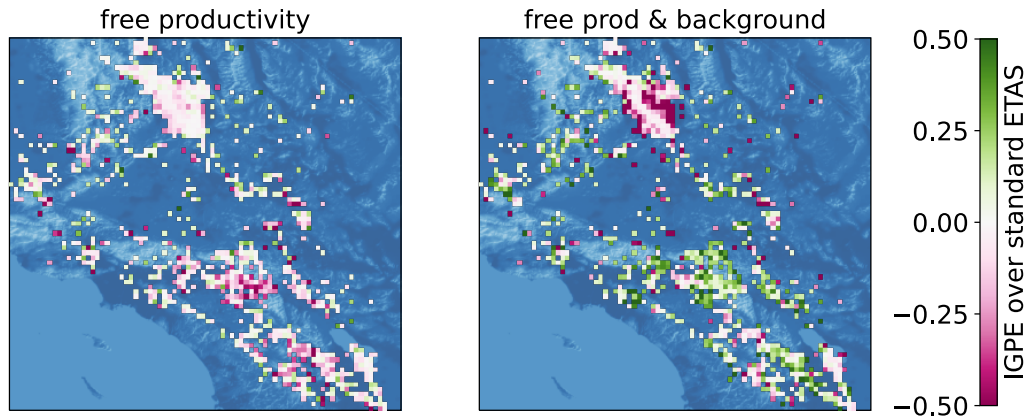 free productivity
free prod & background
0.50
0.25
0.00
−0.25
−0.50
IGPE over standard ETAS